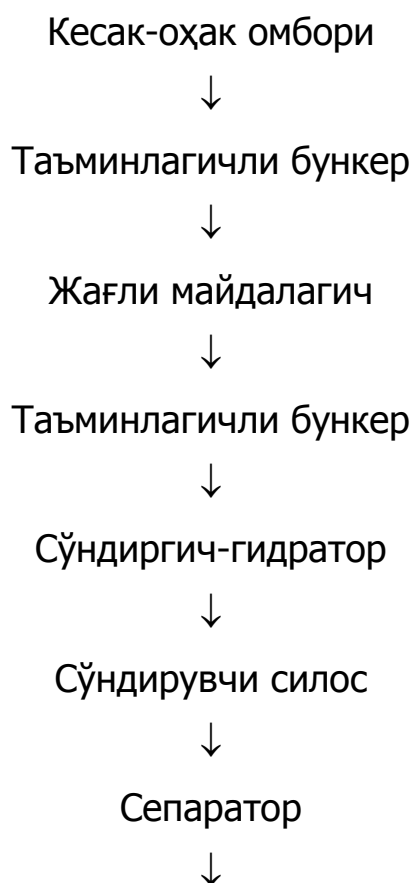 Кесак-оҳак омбори
↓
Таъминлагичли бункер
↓
Жағли майдалагич
↓
Таъминлагичли бункер
↓
Сўндиргич-гидратор
↓
Сўндирувчи силос
↓
Сепаратор
↓